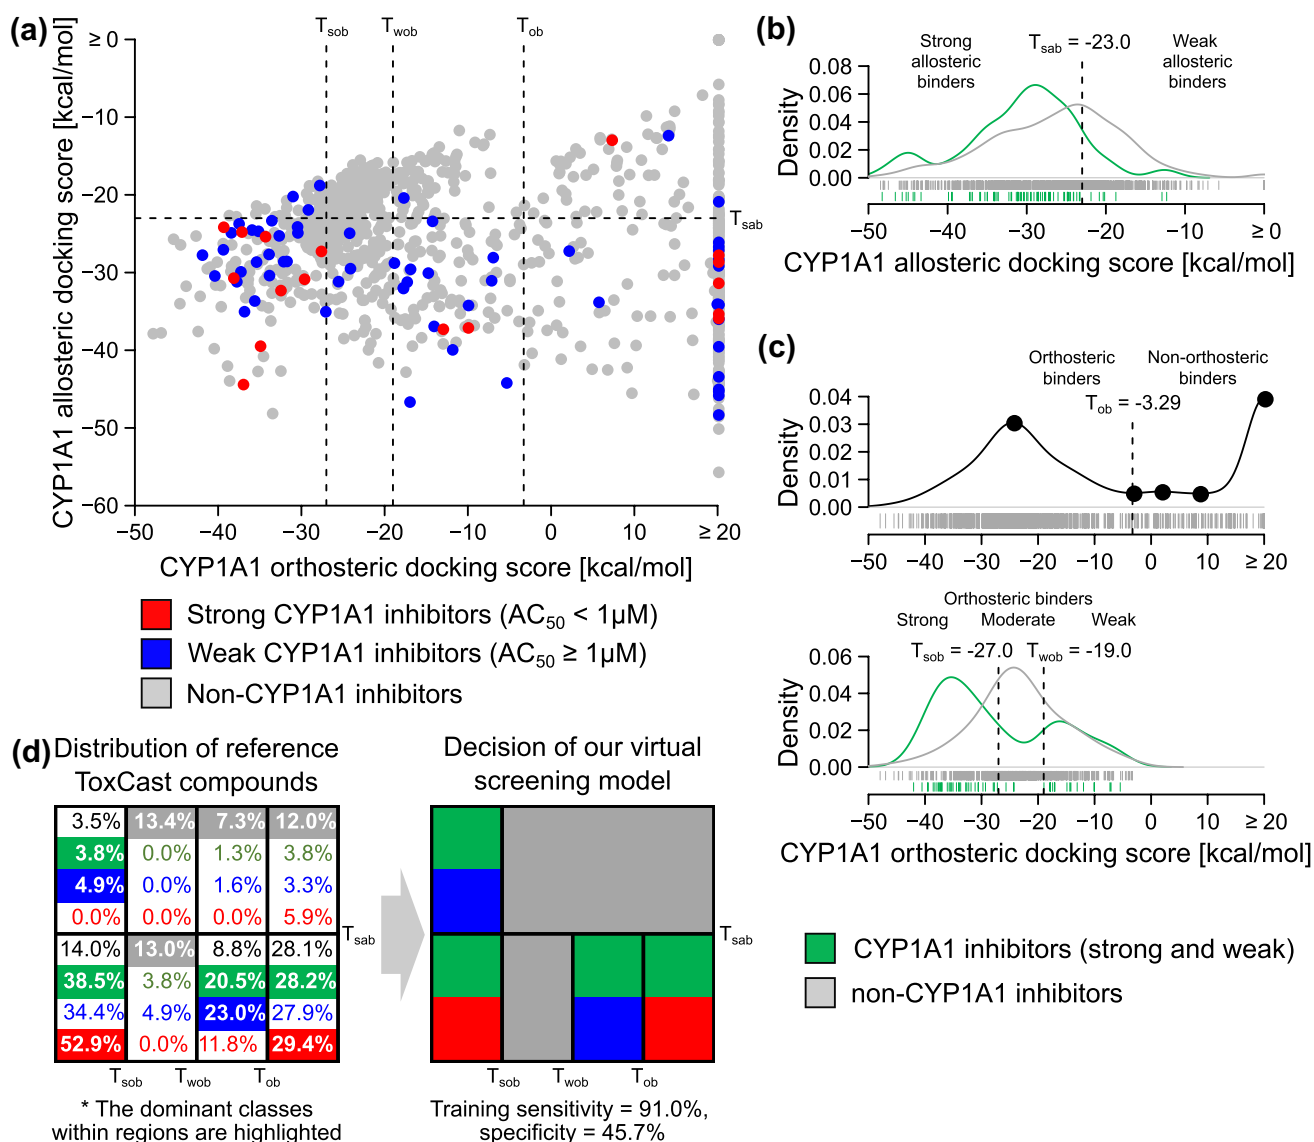 (a)
CYP1A1 allosteric docking score [kcal/mol]
≥ 0
−10
−20
−30
−40
−50
−60
T_sob
T_wob
T_ob
T_sab
−50
−40
−30
−20
−10
0
10
≥ 20
CYP1A1 orthosteric docking score [kcal/mol]
Strong CYP1A1 inhibitors (AC50 < 1µM)
Weak CYP1A1 inhibitors (AC50 ≥ 1µM)
Non-CYP1A1 inhibitors
(b)
Strong allosteric binders
T_sab = -23.0
Weak allosteric binders
Density
0.08
0.06
0.04
0.02
0.00
−50
−40
−30
−20
−10
≥ 0
CYP1A1 allosteric docking score [kcal/mol]
(c)
Orthosteric binders
Non-orthosteric binders
T_ob = -3.29
Density
0.04
0.03
0.02
0.01
0.00
−50
−40
−30
−20
−10
0
10
≥ 20
Orthosteric binders
Strong
Moderate
Weak
T_sob = -27.0
T_wob = -19.0
Density
0.06
0.04
0.02
0.00
−50
−40
−30
−20
−10
0
10
≥ 20
CYP1A1 orthosteric docking score [kcal/mol]
CYP1A1 inhibitors (strong and weak)
non-CYP1A1 inhibitors
(d)
Distribution of reference
ToxCast compounds
3.5% 13.4% 7.3% 12.0%
3.8% 0.0% 1.3% 3.8%
4.9% 0.0% 1.6% 3.3%
0.0% 0.0% 0.0% 5.9%
T_sab
14.0% 13.0% 8.8% 28.1%
38.5% 3.8% 20.5% 28.2%
34.4% 4.9% 23.0% 27.9%
52.9% 0.0% 11.8% 29.4%
T_sob T_wob T_ob
* The dominant classes
within regions are highlighted
Decision of our virtual
screening model
T_sab
T_sob T_wob T_ob
Training sensitivity = 91.0%,
specificity = 45.7%